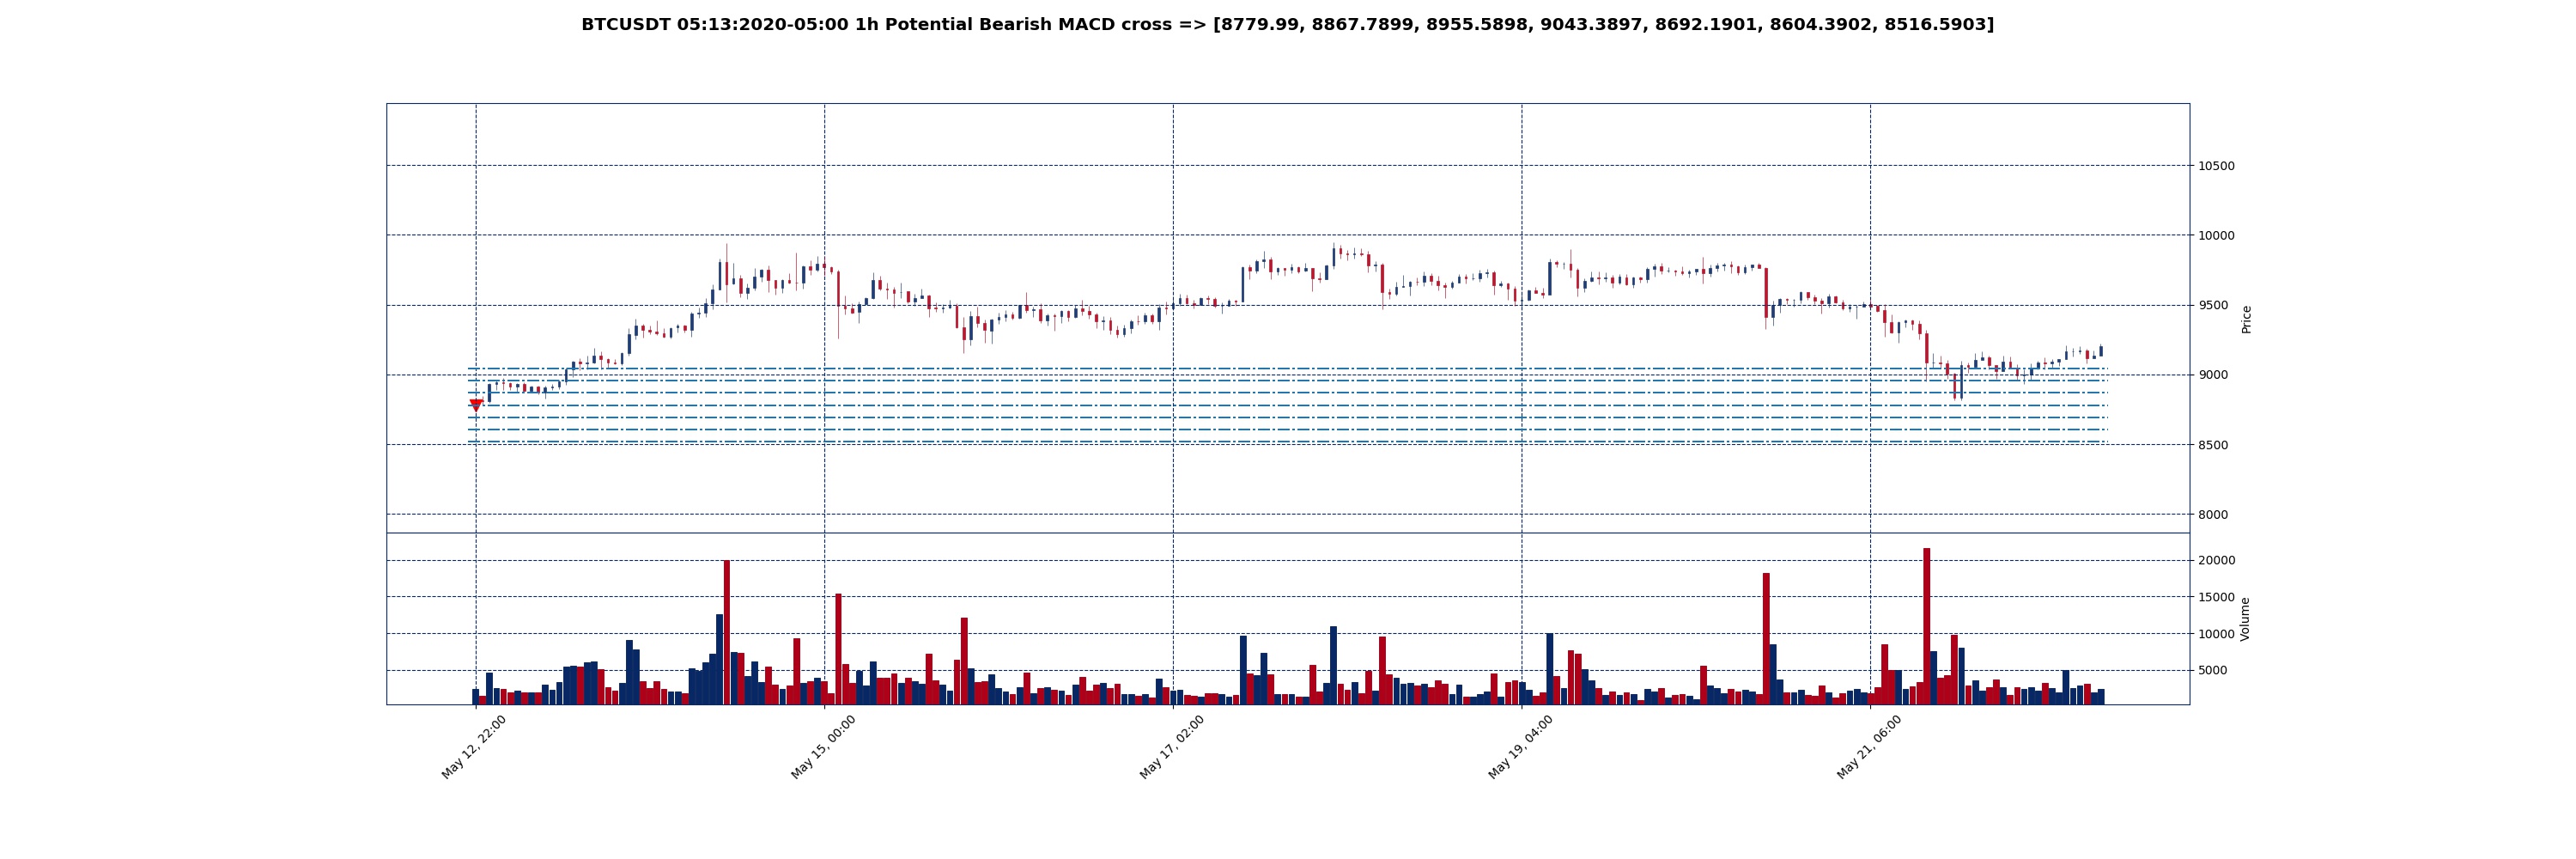 BTCUSDT 05:13:2020-05:00 1h Potential Bearish MACD cross => [8779.99, 8867.7899, 8955.5898, 9043.3897, 8692.1901, 8604.3902, 8516.5903]
10500
10000
9500
9000
8500
8000
Price
20000
15000
10000
5000
Volume
May 12, 22:00
May 15, 00:00
May 17, 02:00
May 19, 04:00
May 21, 06:00